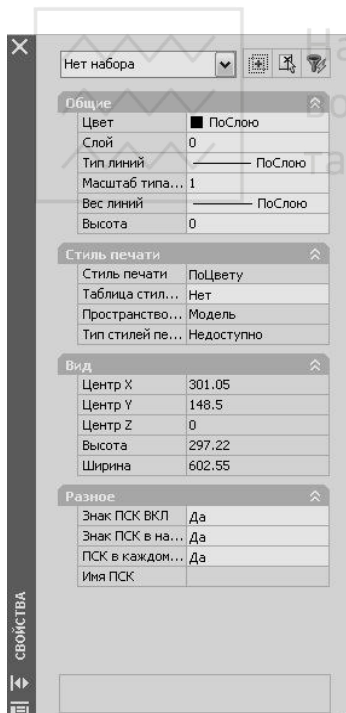 Нет набора
На
Общие
во
Цвет ПоСлою
Слой 0
Тип линий ПоСлою
та
Масштаб типа... 1
Вес линий ПоСлою
Высота 0
Стиль печати
Стиль печати ПоЦвету
Таблица стил... Нет
Пространство... Модель
Тип стилей пе... Недоступно
Вид
Центр X 301.05
Центр Y 148.5
Центр Z 0
Высота 297.22
Ширина 602.55
Разное
Знак ПСК ВКЛ Да
Знак ПСК в на... Да
ПСК в каждом... Да
Имя ПСК
СВОЙСТВА